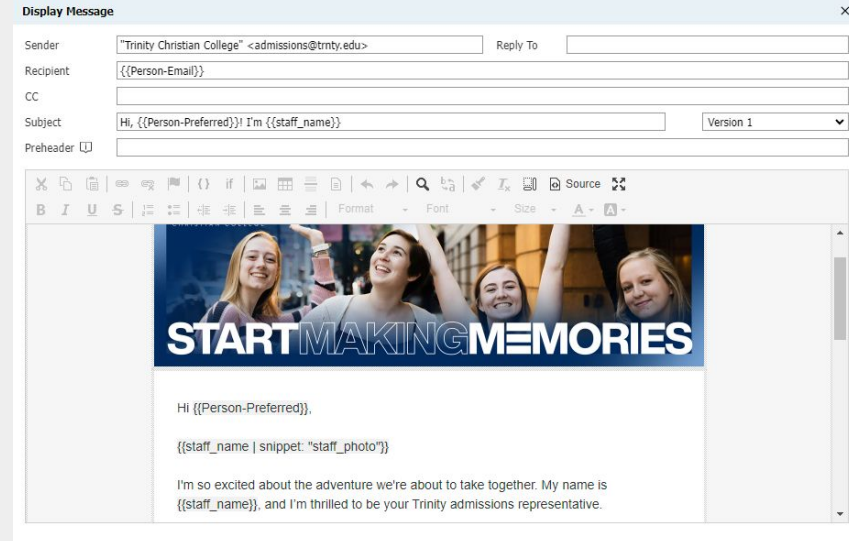 Display Message
Sender "Trinity Christian College" <admissions@trnty.edu> Reply To
Recipient {{Person-Email}}
CC
Subject Hi, {{Person-Preferred}}! I'm {{staff_name}} Version 1
Preheader
{} if Source
B I U S Format Font Size A A
CHRISTIAN COLLEGE
STARTMAKINGMEMORIES
Hi {{Person-Preferred}},
{{staff_name | snippet: "staff_photo"}}
I'm so excited about the adventure we're about to take together. My name is
{{staff_name}}, and I'm thrilled to be your Trinity admissions representative.